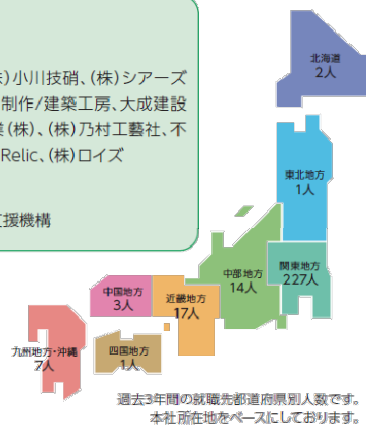 )小川技硝、(株)シアーズ
制作/建築工房、大成建設
業(株)、(株)乃村工藝社、不
Relic、(株)ロイズ
支援機構
北海道
2人
東北地方
1人
関東地方
227人
中部地方
14人
近畿地方
17人
中国地方
3人
四国地方
1人
九州地方・沖縄
7人
過去3年間の就職先都道府県別人数です。
本社所在地をベースにしております。